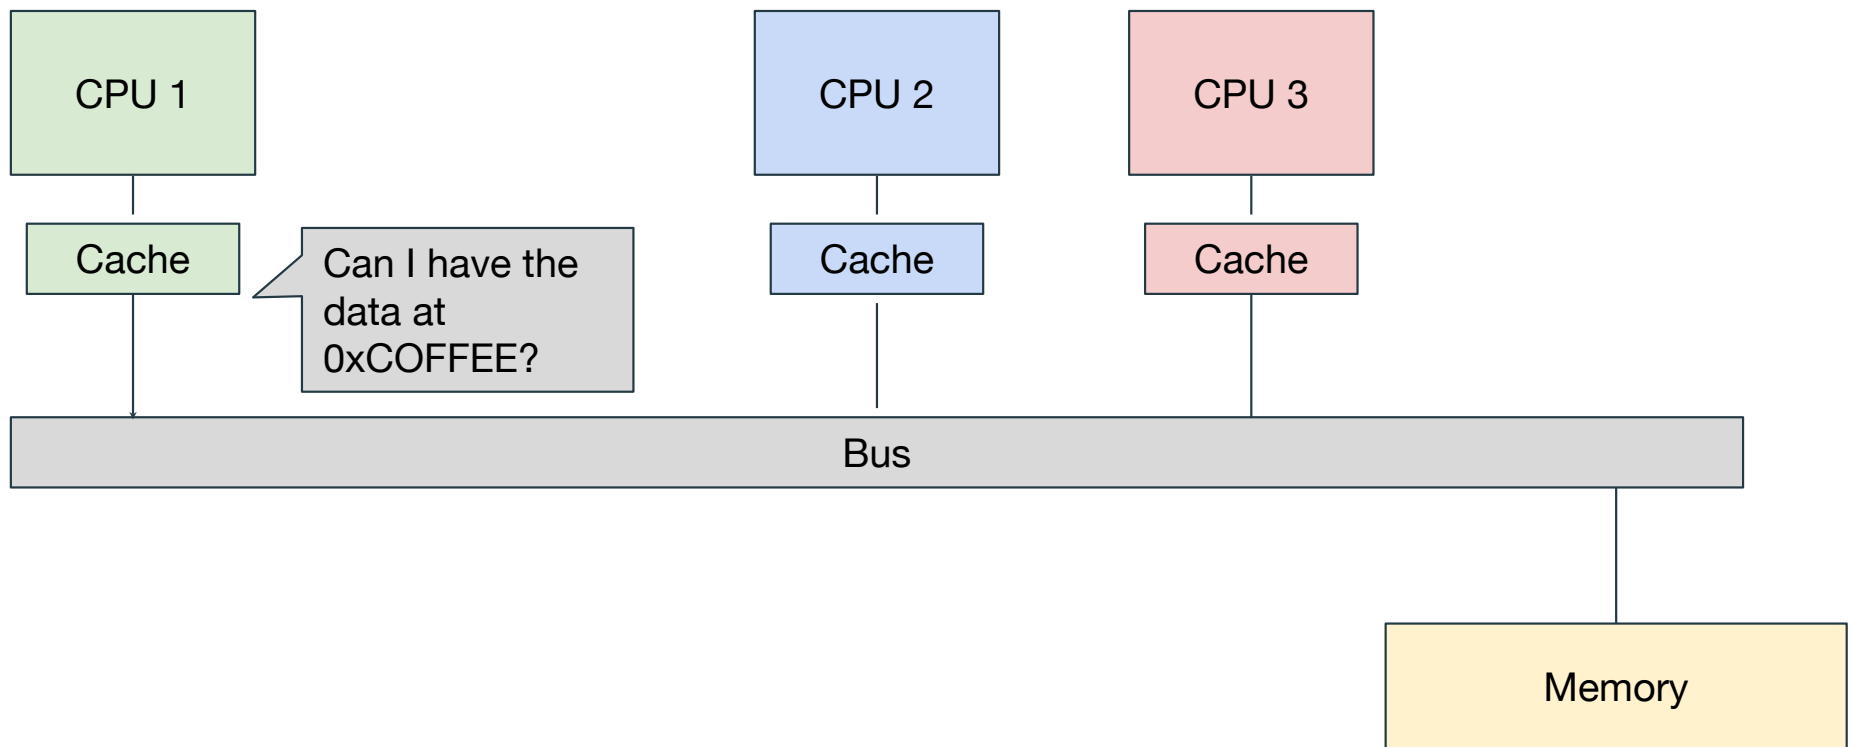 CPU 1
CPU 2
CPU 3
Cache
Can I have the
data at
0xCOFFEE?
Cache
Cache
Bus
Memory